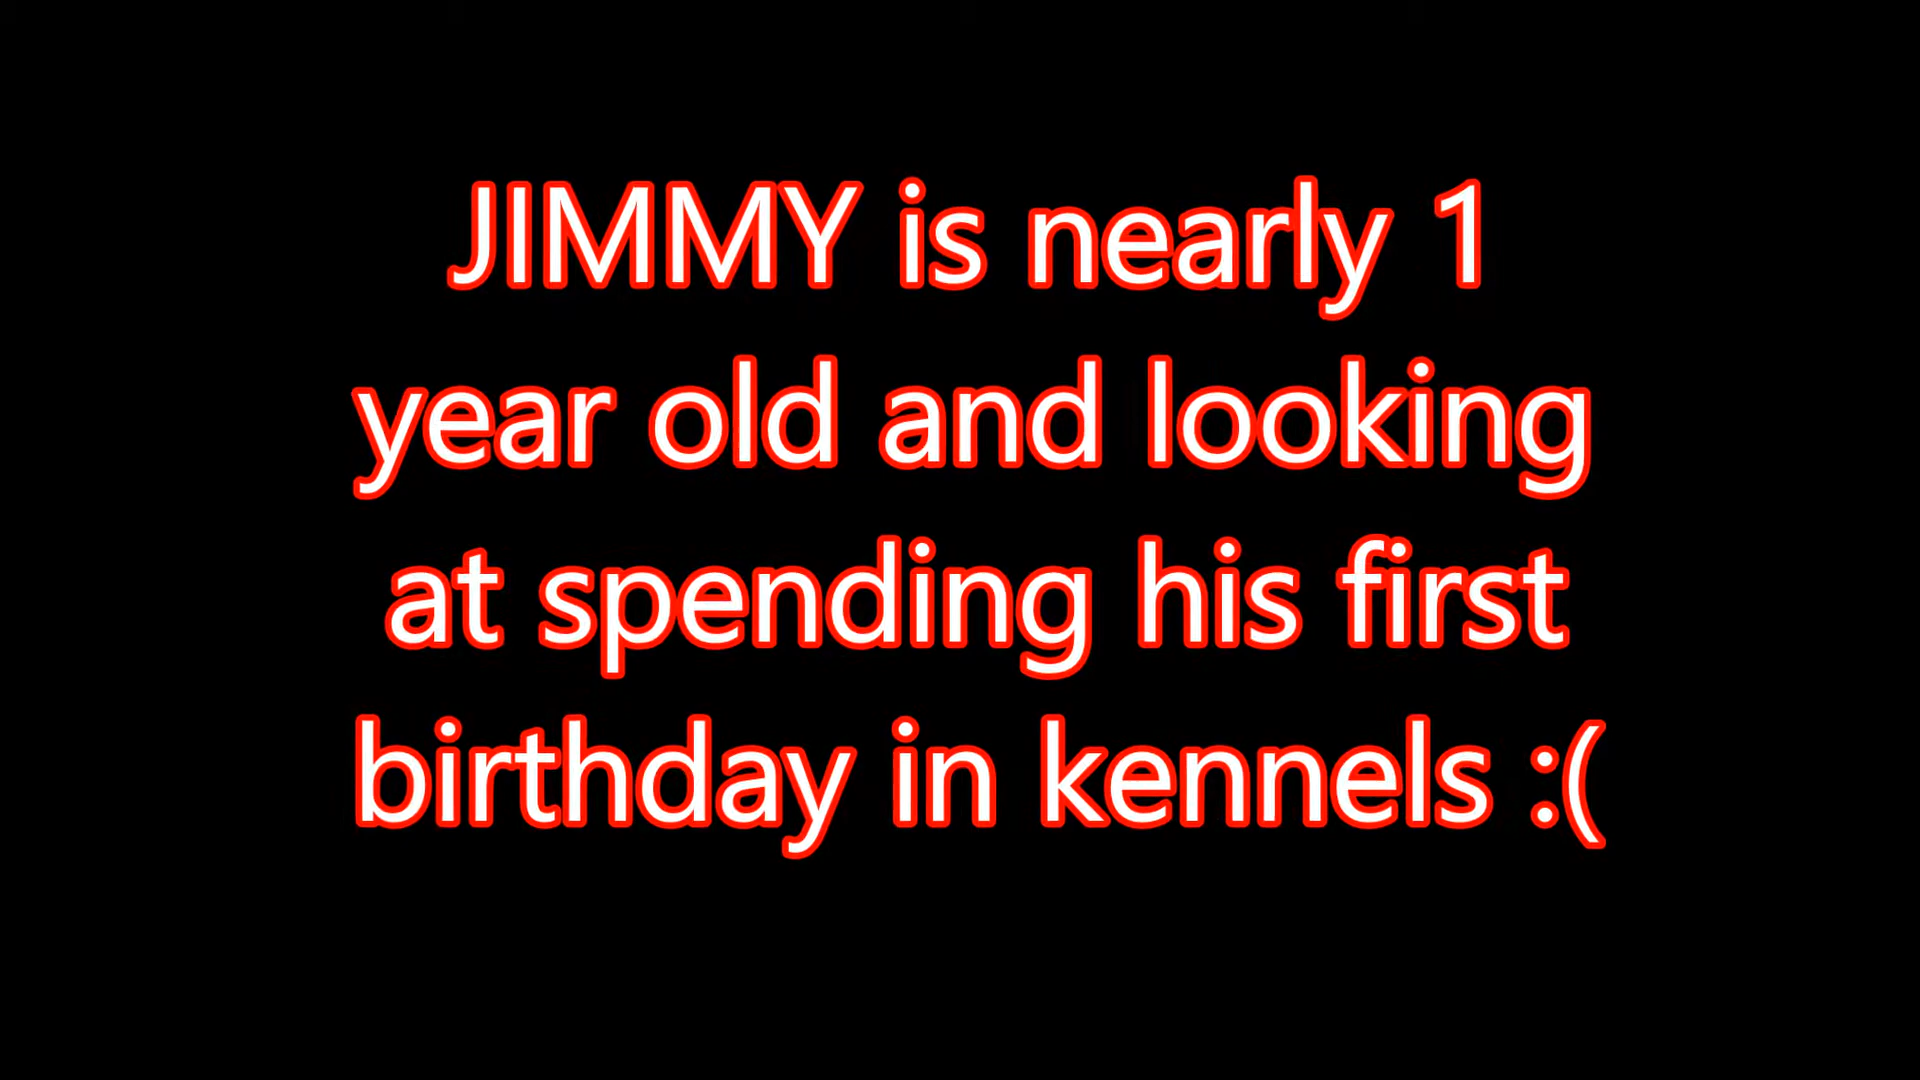 JIMMY is nearly 1
year old and looking
at spending his first
birthday in kennels :(